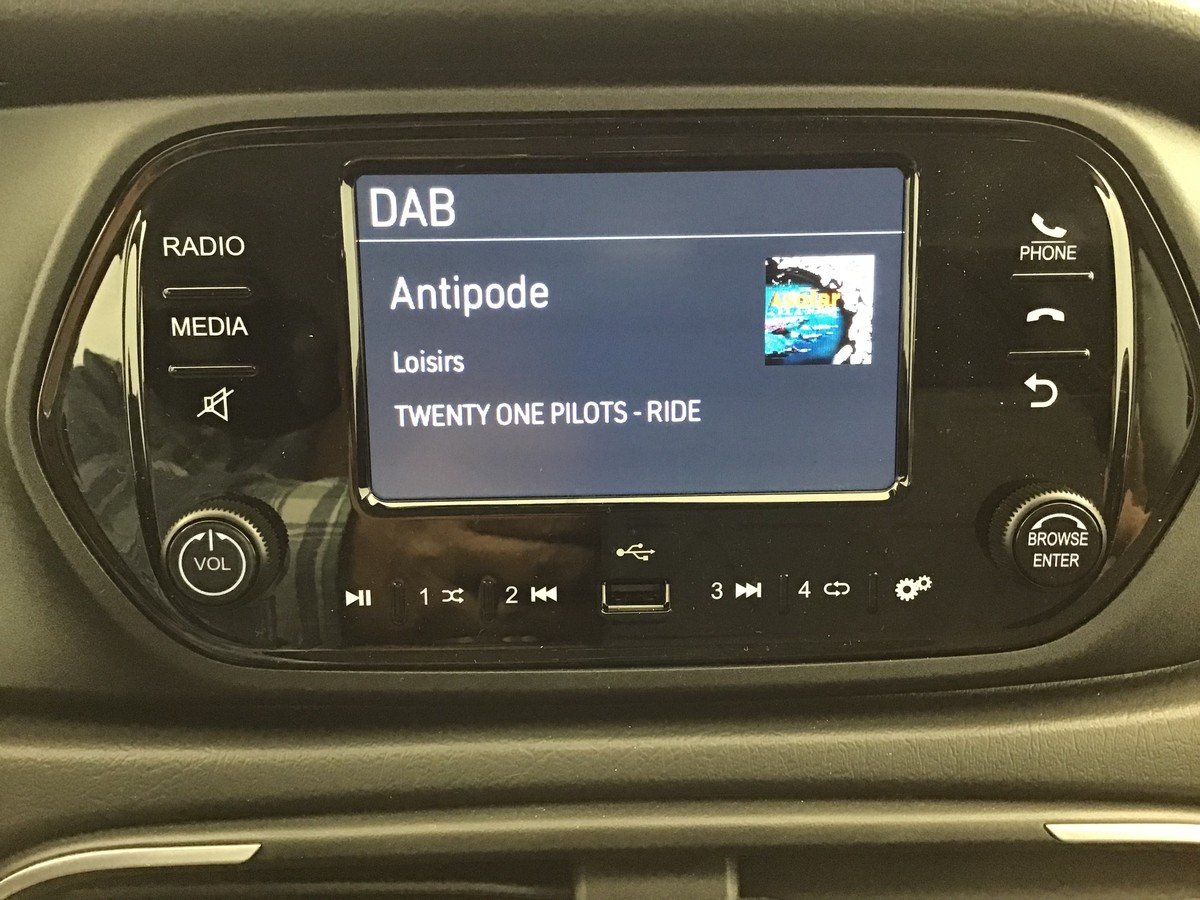 DAB
Antipode
Loisirs
TWENTY ONE PILOTS - RIDE
RADIO
MEDIA
VOL
PHONE
BROWSE
ENTER
1
2
3
4